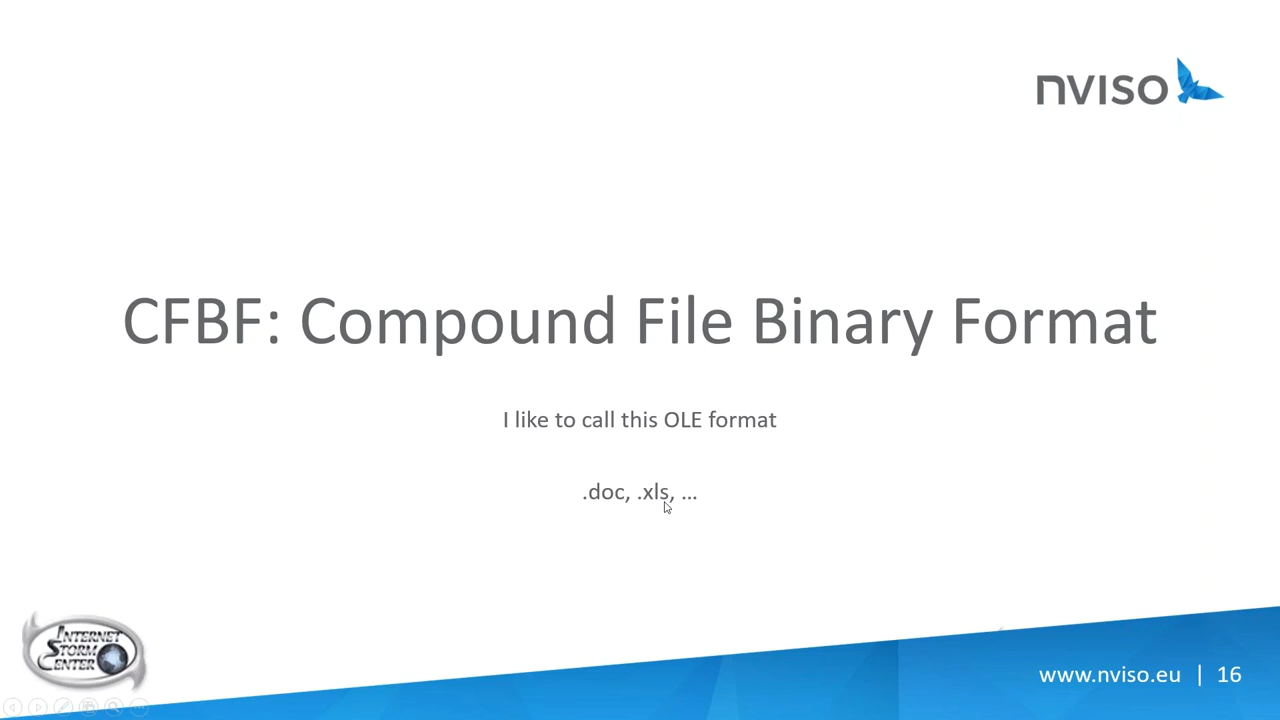 nviso
CFBF: Compound File Binary Format
I like to call this OLE format
.doc, .xls, ...
INTERNET
STORM
CENTER
www.nviso.eu | 16